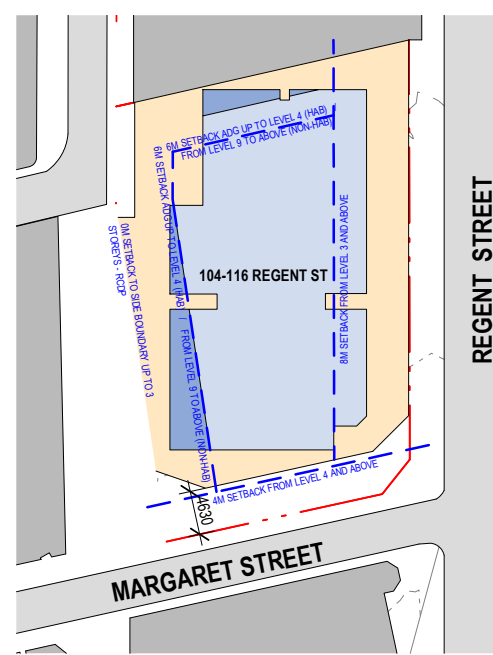 6M SETBACK ADG UP TO LEVEL 4 (HAB)
FROM LEVEL 9 TO ABOVE (NON-HAB)
6M SETBACK ADG UP TO LEVEL 4 (HAB) / FROM LEVEL 9 TO ABOVE (NON-HAB)
0M SETBACK TO SIDE BOUNDARY UP TO 3
STOREYS - RCDP
104-116 REGENT ST
8M SETBACK FROM LEVEL 3 AND ABOVE
REGENT STREET
4M SETBACK FROM LEVEL 4 AND ABOVE
4630
MARGARET STREET